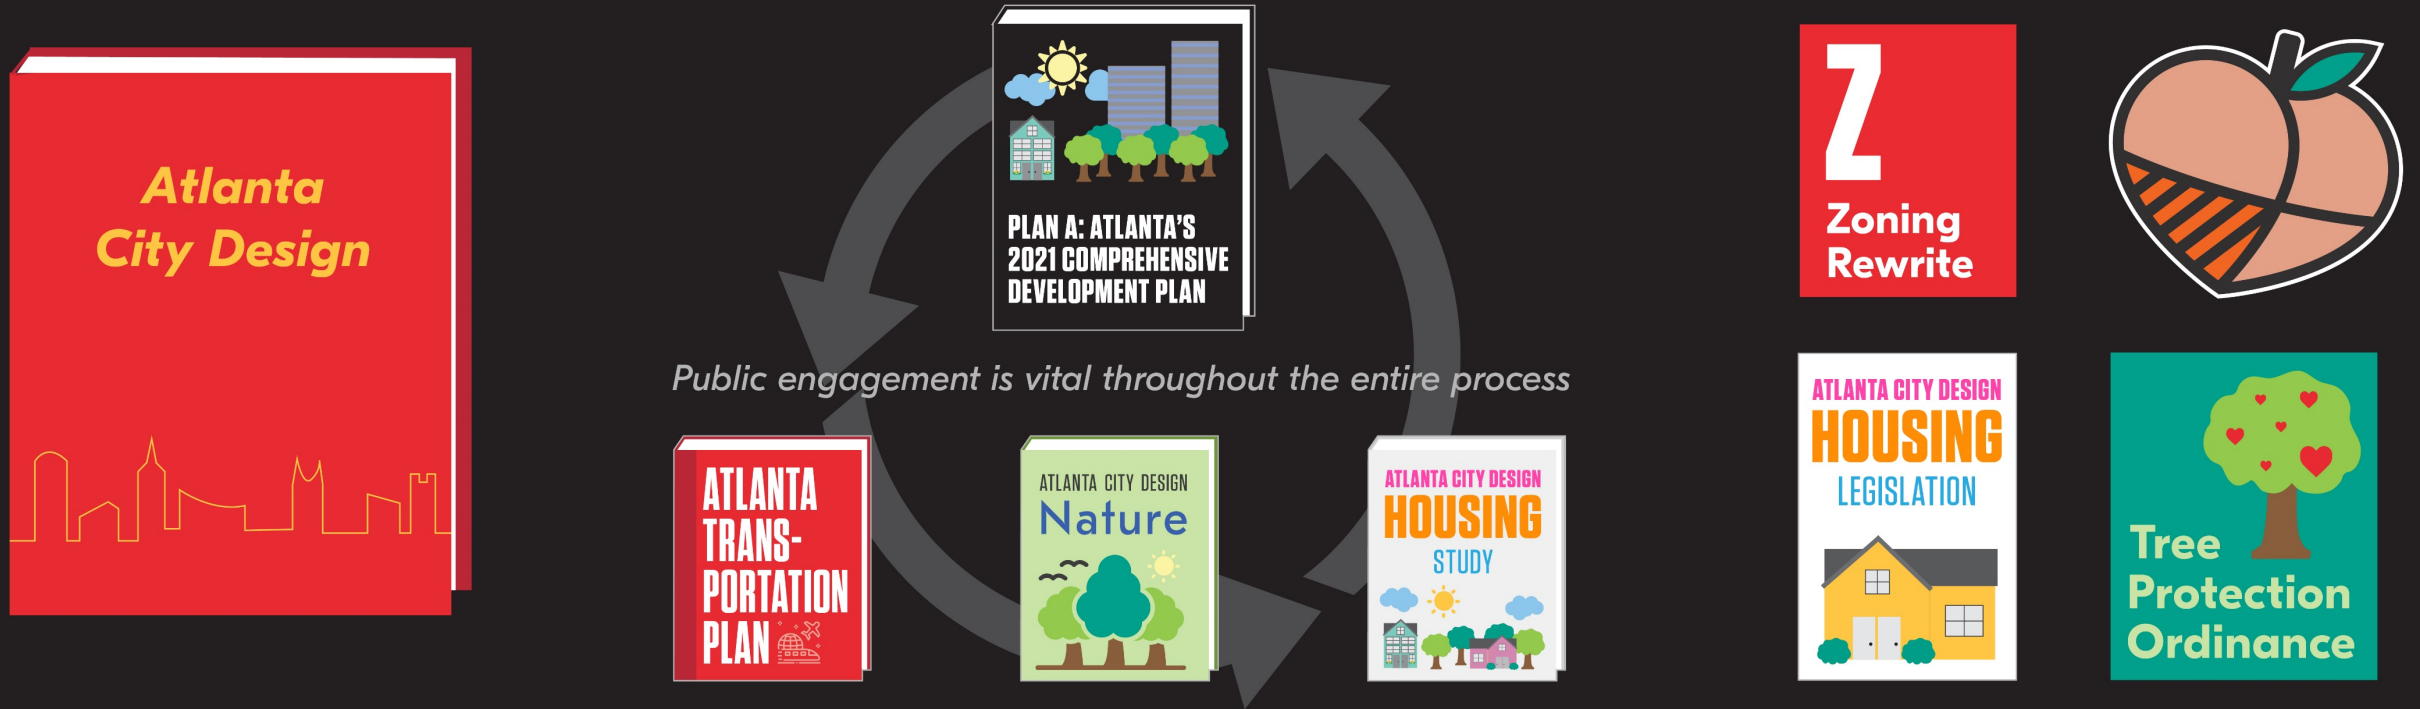 Atlanta
City Design
PLAN A: ATLANTA'S
2021 COMPREHENSIVE
DEVELOPMENT PLAN
Public engagement is vital throughout the entire process
ATLANTA
TRANS-
PORTATION
PLAN
ATLANTA CITY DESIGN
Nature
ATLANTA CITY DESIGN
HOUSING
STUDY
Z
Zoning
Rewrite
ATLANTA CITY DESIGN
HOUSING
LEGISLATION
Tree
Protection
Ordinance